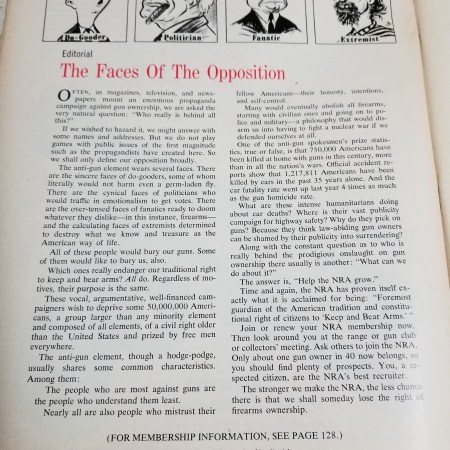 Do-Gooder
Politician
Fanatic
Extremist
Editorial
The Faces Of The Opposition
OFTEN, as magazines, television, and news-
papers mount an enormous propaganda
campaign against gun ownership, we are asked the
very natural question: "Who really is behind all
this?"
If we wished to hazard it, we might answer with
some names and addresses. But we do not play
games with public issues of the first magnitude
such as the propagandists have created here. So
we shall only define our opposition broadly.
The anti-gun element wears several faces. There
are the sincere faces of do-gooders, some of whom
literally would not harm even a germ-laden fly.
There are the cynical faces of politicians who
would traffic in emotionalism to get votes. There
are the over-tensed faces of fanatics ready to doom
whatever they dislike—in this instance, firearms—
and the calculating faces of extremists determined
to destroy what we know and treasure as the
American way of life.
All of these people would bury our guns. Some
of them would like to bury us, also.
Which ones really endanger our traditional right
to keep and bear arms? All do. Regardless of mo-
tives, their purpose is the same.
These vocal, argumentative, well-financed cam-
paigners wish to deprive some 50,000,000 Ameri-
cans, a group larger than any minority element
and composed of all elements, of a civil right older
than the United States and prized by free men
everywhere.
The anti-gun element, though a hodge-podge,
usually shares some common characteristics.
Among them:
The people who are most against guns are
the people who understand them least.
Nearly all are also people who mistrust their
fellow Americans—their honesty, intentions,
and self-control.
Many would eventually abolish all firearms,
starting with civilian ones and going on to po-
lice and military—a philosophy that would dis-
arm us into having to fight a nuclear war if we
defended ourselves at all.
One of the anti-gun spokesmen's prize statis-
tics, true or false, is that 750,000 Americans have
been killed at home with guns in this century, more
than in all the nation's wars. Official accident re-
ports show that 1,217,811 Americans have been
killed by cars in the past 35 years alone. And the
car fatality rate went up last year 4 times as much
as the gun homicide rate.
What are these intense humanitarians doing
about car deaths? Where is their vast publicity
campaign for highway safety? Why do they pick on
guns? Because they think law-abiding gun owners
can be shamed by their publicity into surrendering?
Along with the constant question as to who is
really behind the prodigious onslaught on gun
ownership there usually is another: "What can we
do about it?"
The answer is, "Help the NRA grow."
Time and again, the NRA has proven itself ex-
actly what it is acclaimed for being: "Foremost
guardian of the American tradition and constitu-
tional right of citizens to 'Keep and Bear Arms.'"
Join or renew your NRA membership now.
Then look around you at the range or gun club
or collectors' meeting. Ask others to join the NRA.
Only about one gun owner in 40 now belongs, so
you should find plenty of prospects. You, a re-
spected citizen, are the NRA's best recruiter.
The stronger we make the NRA, the less chance
there is that we shall someday lose the right of
firearms ownership.
(FOR MEMBERSHIP INFORMATION, SEE PAGE 128.)